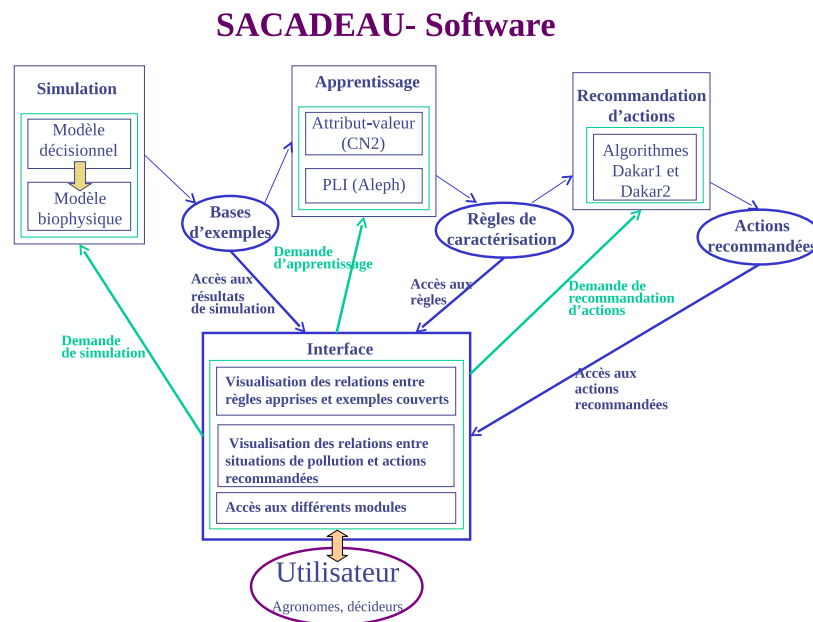 SACADEAU- Software
Simulation
Modèle
décisionnel
Modèle
biophysique
Apprentissage
Attribut-valeur
(CN2)
PLI (Aleph)
Recommandation
d'actions
Algorithmes
Dakar1 et
Dakar2
Bases
d'exemples
Règles de
caractérisation
Actions
recommandées
Demande
d'apprentissage
Accès aux
résultats
de simulation
Accès aux
règles
Demande de
recommandation
d'actions
Demande
de simulation
Accès aux
actions
recommandées
Interface
Visualisation des relations entre
règles apprises et exemples couverts
Visualisation des relations entre
situations de pollution et actions
recommandées
Accès aux différents modules
Utilisateur
Agronomes, décideurs